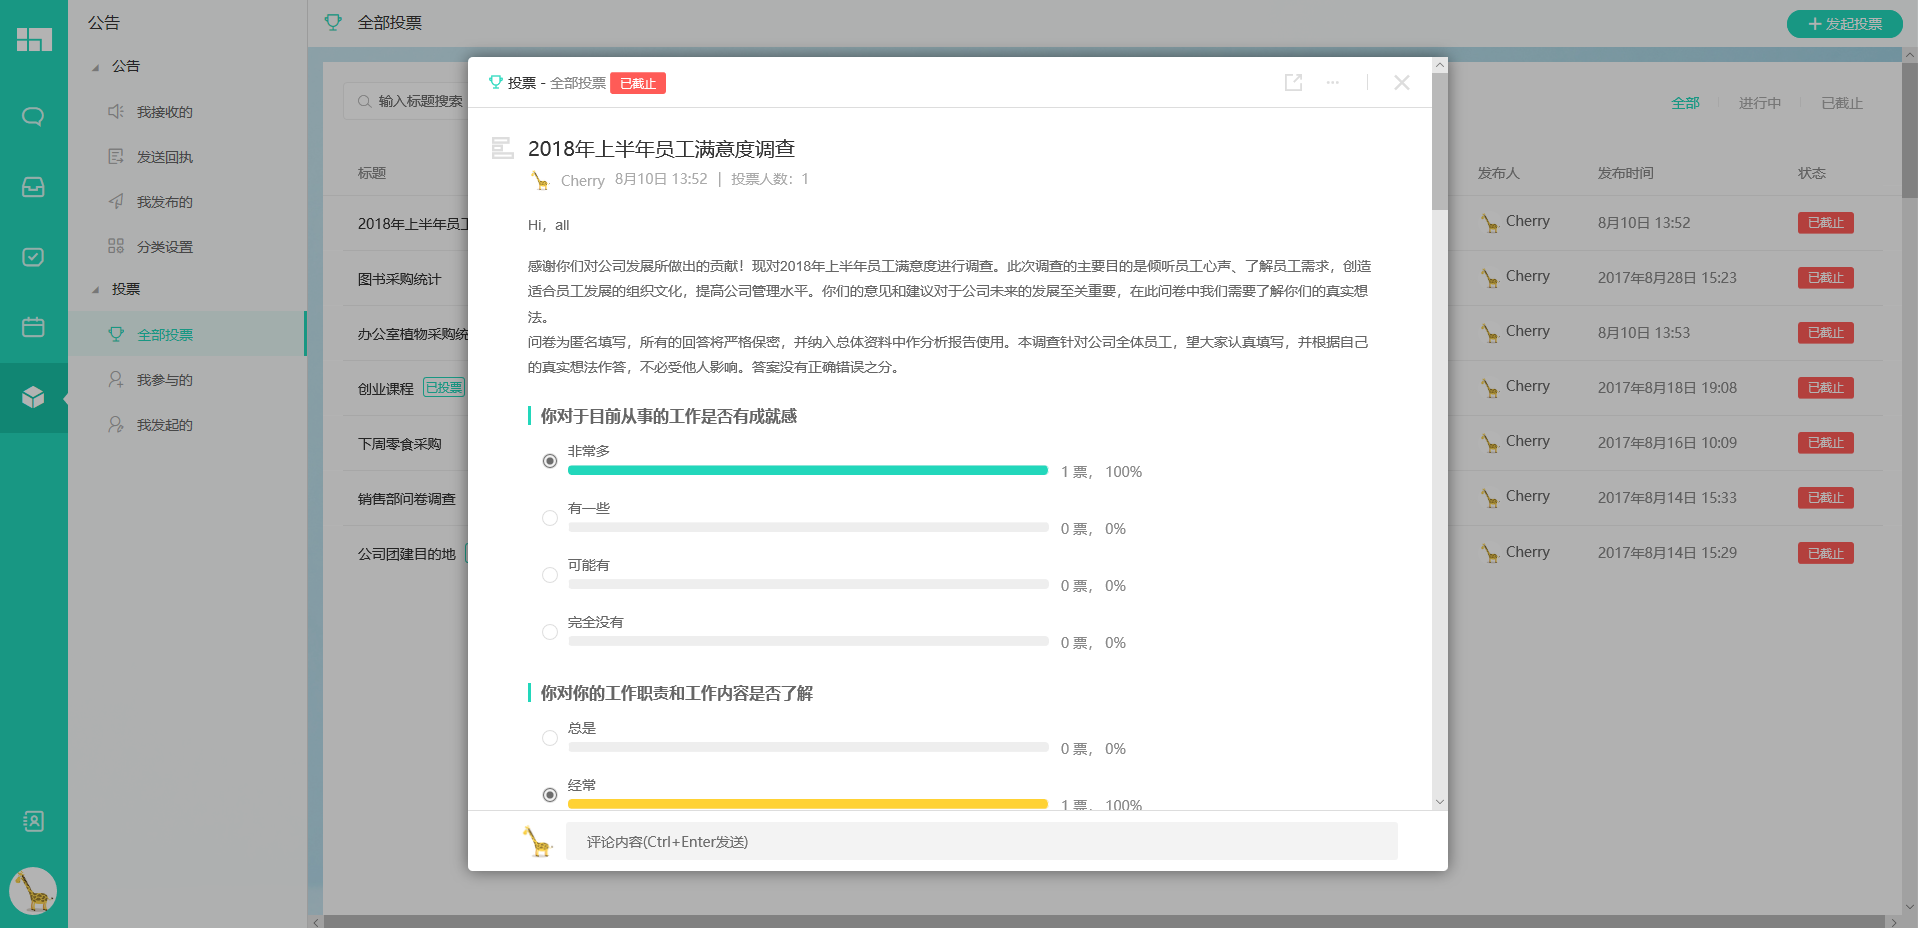 公告
公告
我接收的
发送回执
我发布的
分类设置
投票
全部投票
我参与的
我发起的
全部投票
发起投票
输入标题搜索
全部
进行中
已截止
标题
发布人
发布时间
状态
2018年上半年员工
Cherry
8月10日 13:52
已截止
图书采购统计
Cherry
2017年8月28日 15:23
已截止
办公室植物采购统
Cherry
8月10日 13:53
已截止
创业课程
已投票
Cherry
2017年8月18日 19:08
已截止
下周零食采购
Cherry
2017年8月16日 10:09
已截止
销售部问卷调查
Cherry
2017年8月14日 15:33
已截止
公司团建目的地
Cherry
2017年8月14日 15:29
已截止
投票 - 全部投票 已截止
2018年上半年员工满意度调查
Cherry 8月10日 13:52 | 投票人数：1
Hi，all
感谢你们对公司发展所做出的贡献！现对2018年上半年员工满意度进行调查。此次调查的主要目的是倾听员工心声、了解员工需求，创造
适合员工发展的组织文化，提高公司管理水平。你们的意见和建议对于公司未来的发展至关重要，在此问卷中我们需要了解你们的真实想
法。
问卷为匿名填写，所有的回答将严格保密，并纳入总体资料中作分析报告使用。本调查针对公司全体员工，望大家认真填写，并根据自己
的真实想法作答，不必受他人影响。答案没有正确错误之分。
你对于目前从事的工作是否有成就感
非常多
1 票， 100%
有一些
0 票， 0%
可能有
0 票， 0%
完全没有
0 票， 0%
你对你的工作职责和工作内容是否了解
总是
0 票， 0%
经常
1 票， 100%
评论内容(Ctrl+Enter发送)